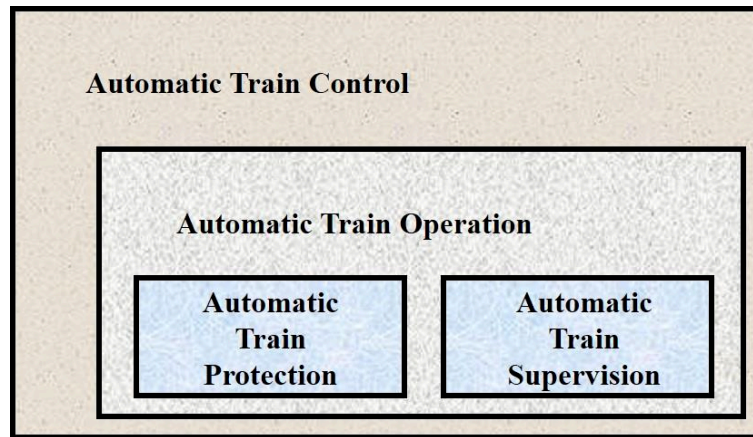 Automatic Train Control
Automatic Train Operation
Automatic
Train
Protection
Automatic
Train
Supervision